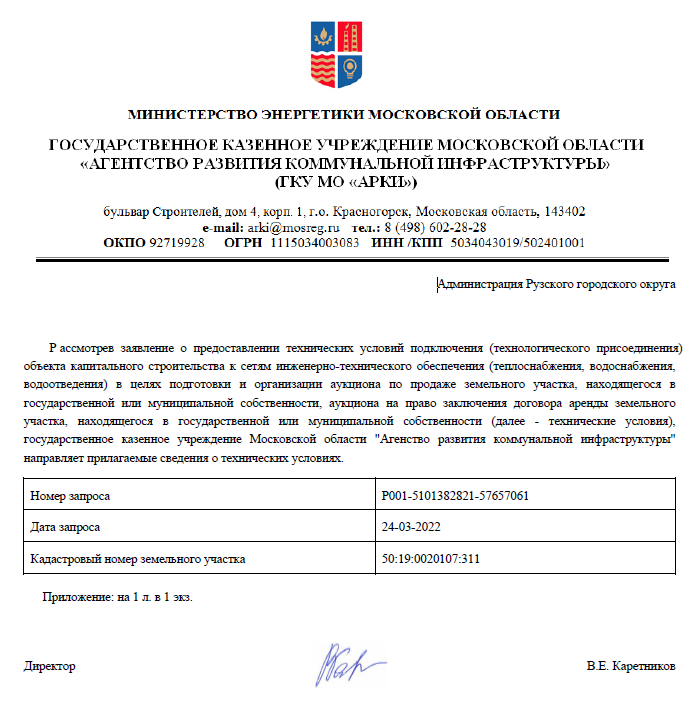 МИНИСТЕРСТВО ЭНЕРГЕТИКИ МОСКОВСКОЙ ОБЛАСТИ
ГОСУДАРСТВЕННОЕ КАЗЕННОЕ УЧРЕЖДЕНИЕ МОСКОВСКОЙ ОБЛАСТИ
«АГЕНТСТВО РАЗВИТИЯ КОММУНАЛЬНОЙ ИНФРАСТРУКТУРЫ»
(ГКУ МО «АРКИ»)
бульвар Строителей, дом 4, корп. 1, г.о. Красногорск, Московская область, 143402
e-mail: arki@mosreg.ru тел.: 8 (498) 602-28-28
ОКПО 92719928 ОГРН 1115034003083 ИНН /КПП 5034043019/502401001
Администрация Рузского городского округа
Рассмотрев заявление о предоставлении технических условий подключения (технологического присоединения)
объекта капитального строительства к сетям инженерно-технического обеспечения (теплоснабжения, водоснабжения,
водоотведения) в целях подготовки и организации аукциона по продаже земельного участка, находящегося в
государственной или муниципальной собственности, аукциона на право заключения договора аренды земельного
участка, находящегося в государственной или муниципальной собственности (далее - технические условия),
государственное казенное учреждение Московской области "Агенство развития коммунальной инфраструктуры"
направляет прилагаемые сведения о технических условиях.
Номер запроса P001-5101382821-57657061
Дата запроса 24-03-2022
Кадастровый номер земельного участка 50:19:0020107:311
Приложение: на 1 л. в 1 экз.
Директор В.Е. Каретников